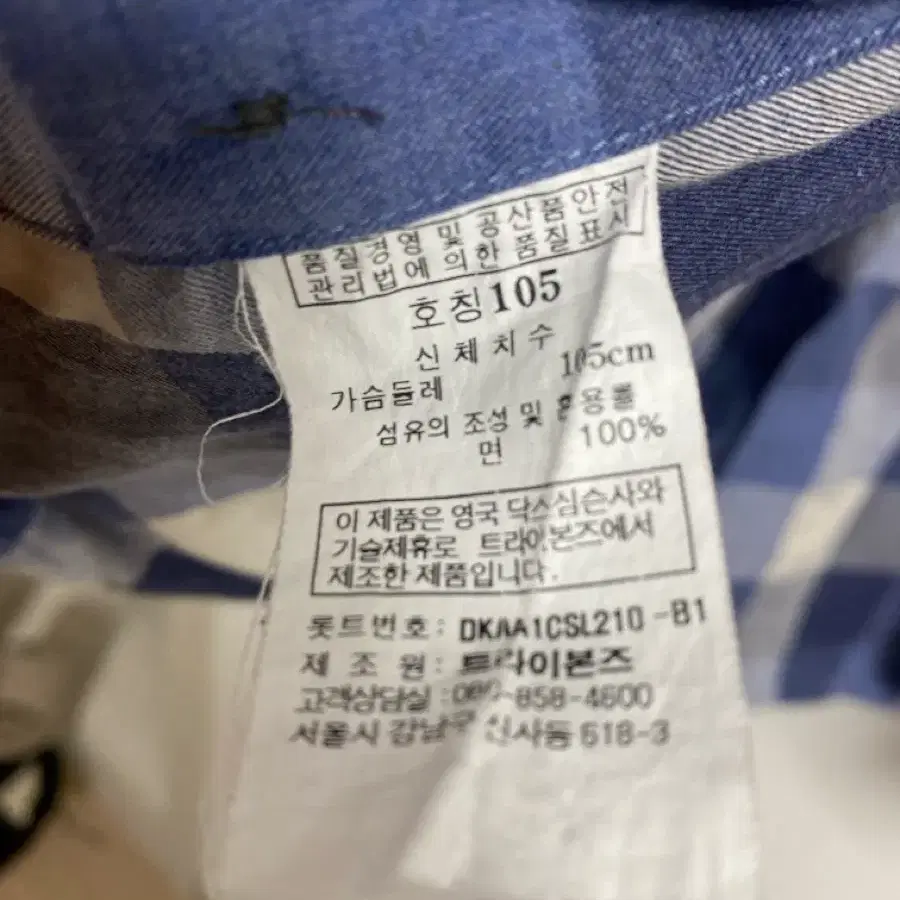 품질경영 및 공산품안전
관리법에 의한 품질표시
호칭105
신체치수
가슴둘레 105cm
섬유의 조성 및 혼용률
면 100%
이 제품은 영국 닥스심슨사와
기술제휴로 트라이본즈에서
제조한 제품입니다.
롯트번호: DKAA1CSL210-B1
제 조 원: 트라이본즈
고객상담실:080-858-4600
서울시 강남구 신사동 618-3